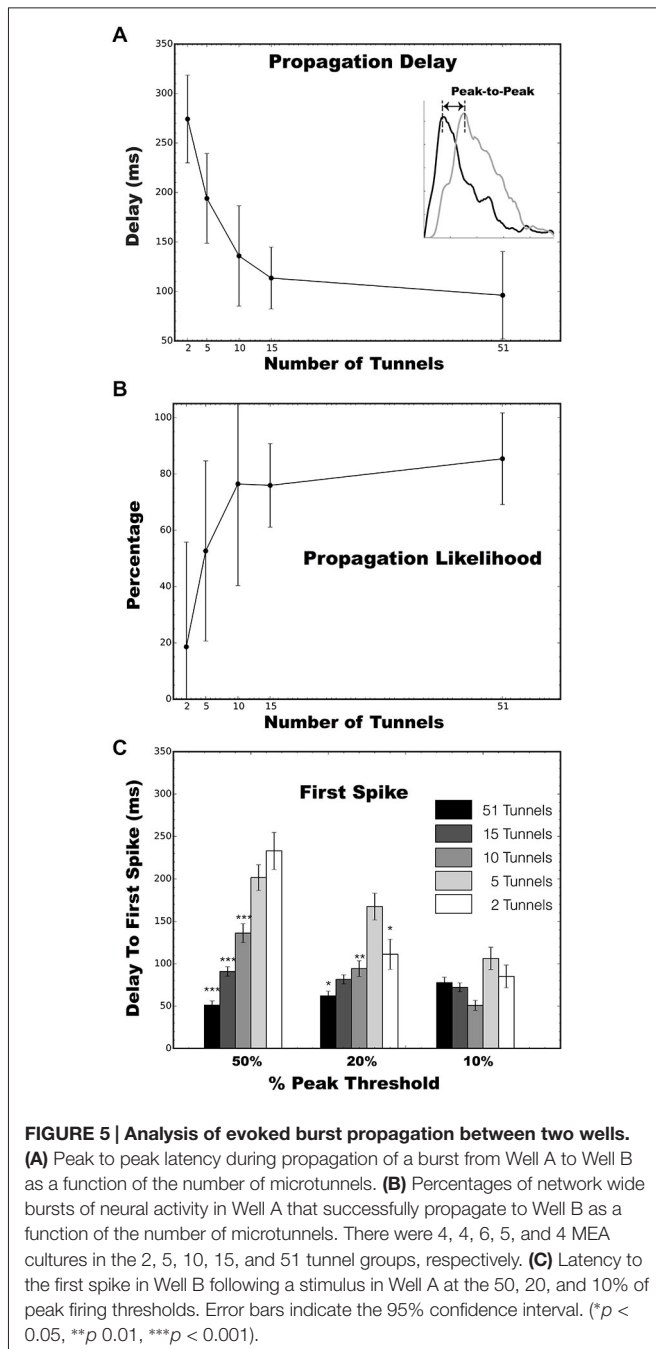 A
Propagation Delay
Peak-to-Peak
350
300
250
200
150
100
50
Delay (ms)
2 5 10 15 51
Number of Tunnels
B
100
80
60
40
20
0
Percentage
Propagation Likelihood
2 5 10 15 51
Number of Tunnels
C
350
300
250
200
150
100
50
0
Delay To First Spike (ms)
First Spike
51 Tunnels
15 Tunnels
10 Tunnels
5 Tunnels
2 Tunnels
*** *** *** * ** *
50% 20% 10%
% Peak Threshold
FIGURE 5 | Analysis of evoked burst propagation between two wells.
(A) Peak to peak latency during propagation of a burst from Well A to Well B
as a function of the number of microtunnels. (B) Percentages of network wide
bursts of neural activity in Well A that successfully propagate to Well B as a
function of the number of microtunnels. There were 4, 4, 6, 5, and 4 MEA
cultures in the 2, 5, 10, 15, and 51 tunnel groups, respectively. (C) Latency to
the first spike in Well B following a stimulus in Well A at the 50, 20, and 10% of
peak firing thresholds. Error bars indicate the 95% confidence interval. (*p <
0.05, **p 0.01, ***p < 0.001).